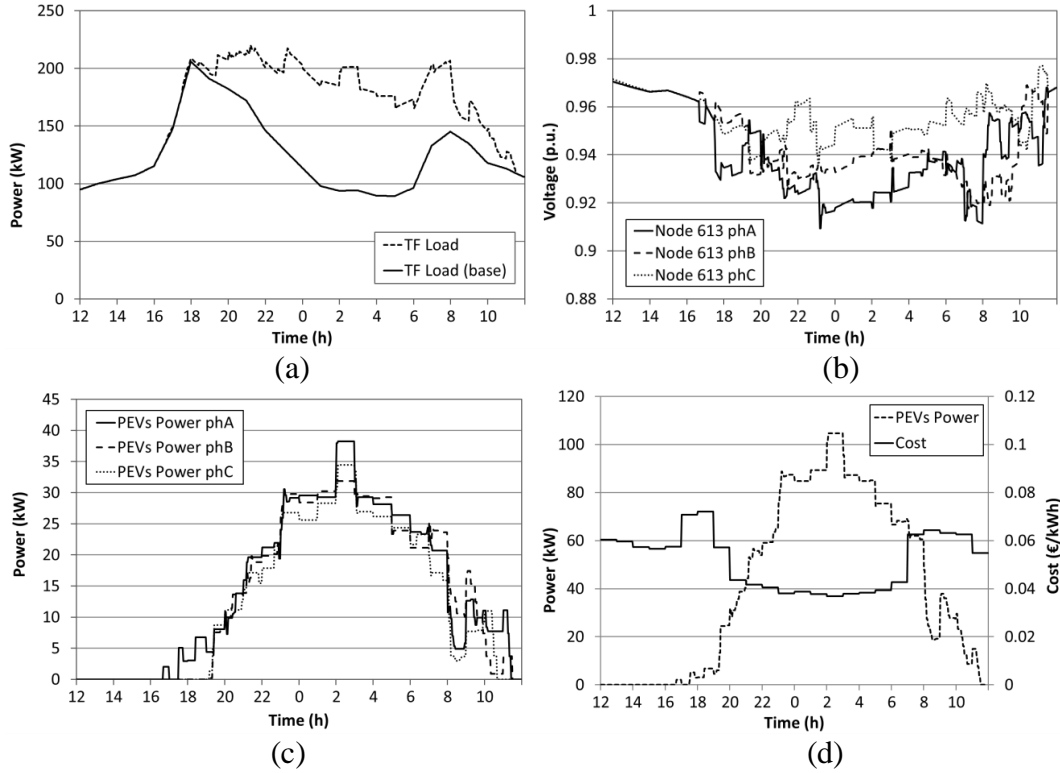 250
200
150
100
50
0
Power (kW)
TF Load
TF Load (base)
12 14 16 18 20 22 0 2 4 6 8 10
Time (h)
(a)
1
0.98
0.96
0.94
0.92
0.9
0.88
Voltage (p.u.)
Node 613 phA
Node 613 phB
Node 613 phC
12 14 16 18 20 22 0 2 4 6 8 10 12
Time (h)
(b)
45
40
35
30
25
20
15
10
5
0
Power (kW)
PEVs Power phA
PEVs Power phB
PEVs Power phC
12 14 16 18 20 22 0 2 4 6 8 10 12
Time (h)
(c)
120
100
80
60
40
20
0
Power (kW)
PEVs Power
Cost
0.12
0.1
0.08
0.06
0.04
0.02
0
Cost (€/kWh)
12 14 16 18 20 22 0 2 4 6 8 10 12
Time (h)
(d)